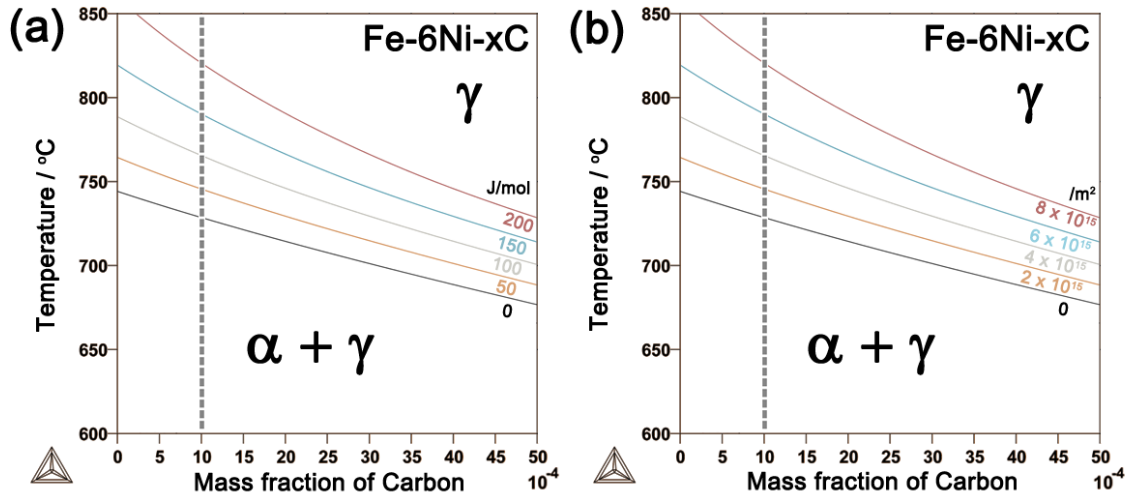 (a)
Fe-6Ni-xC
γ
α + γ
J/mol
200
150
100
50
0
Temperature / °C
850
800
750
700
650
600
0 5 10 15 20 25 30 35 40 45 50
Mass fraction of Carbon 10⁻⁴
(b)
Fe-6Ni-xC
γ
α + γ
/m²
8 x 10¹⁵
6 x 10¹⁵
4 x 10¹⁵
2 x 10¹⁵
0
Temperature / °C
850
800
750
700
650
600
0 5 10 15 20 25 30 35 40 45 50
Mass fraction of Carbon 10⁻⁴